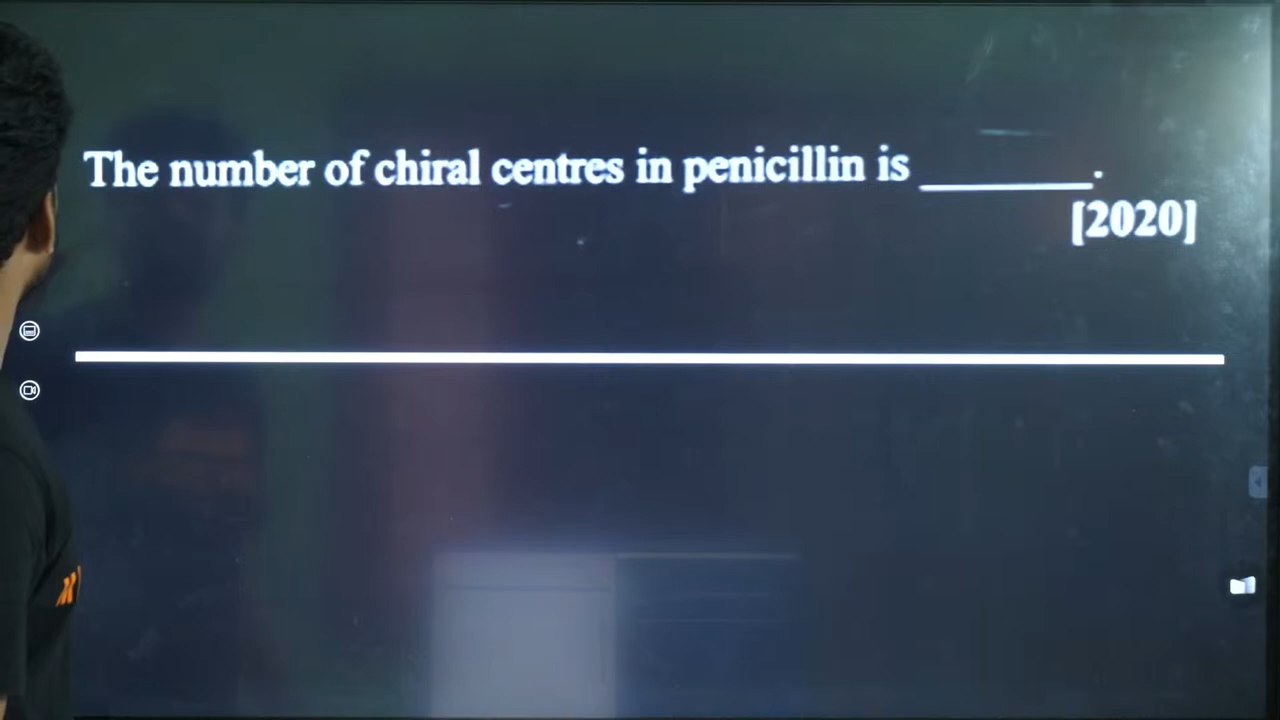 The number of chiral centres in penicillin is ________.
[2020]